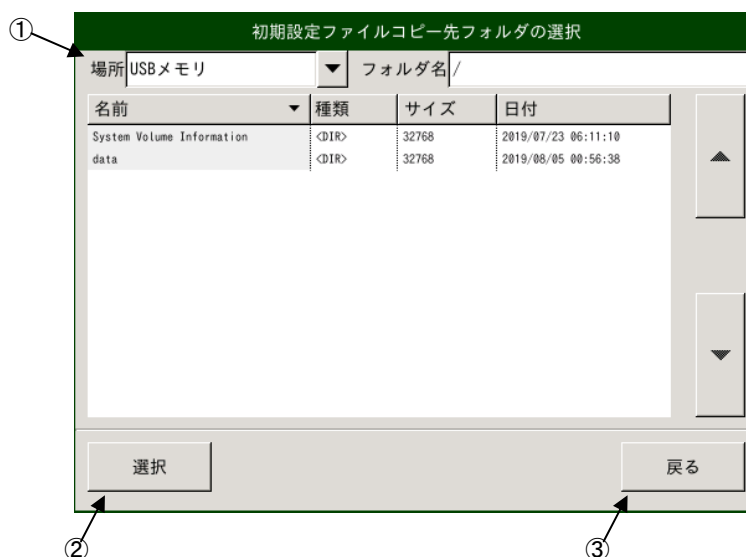 ①
初期設定ファイルコピー先フォルダの選択
場所 USBメモリ ▼ フォルダ名 /
名前 ▼ 種類 サイズ 日付
System Volume Information <DIR> 32768 2019/07/23 06:11:10
data <DIR> 32768 2019/08/05 00:56:38
選択 戻る
② ③